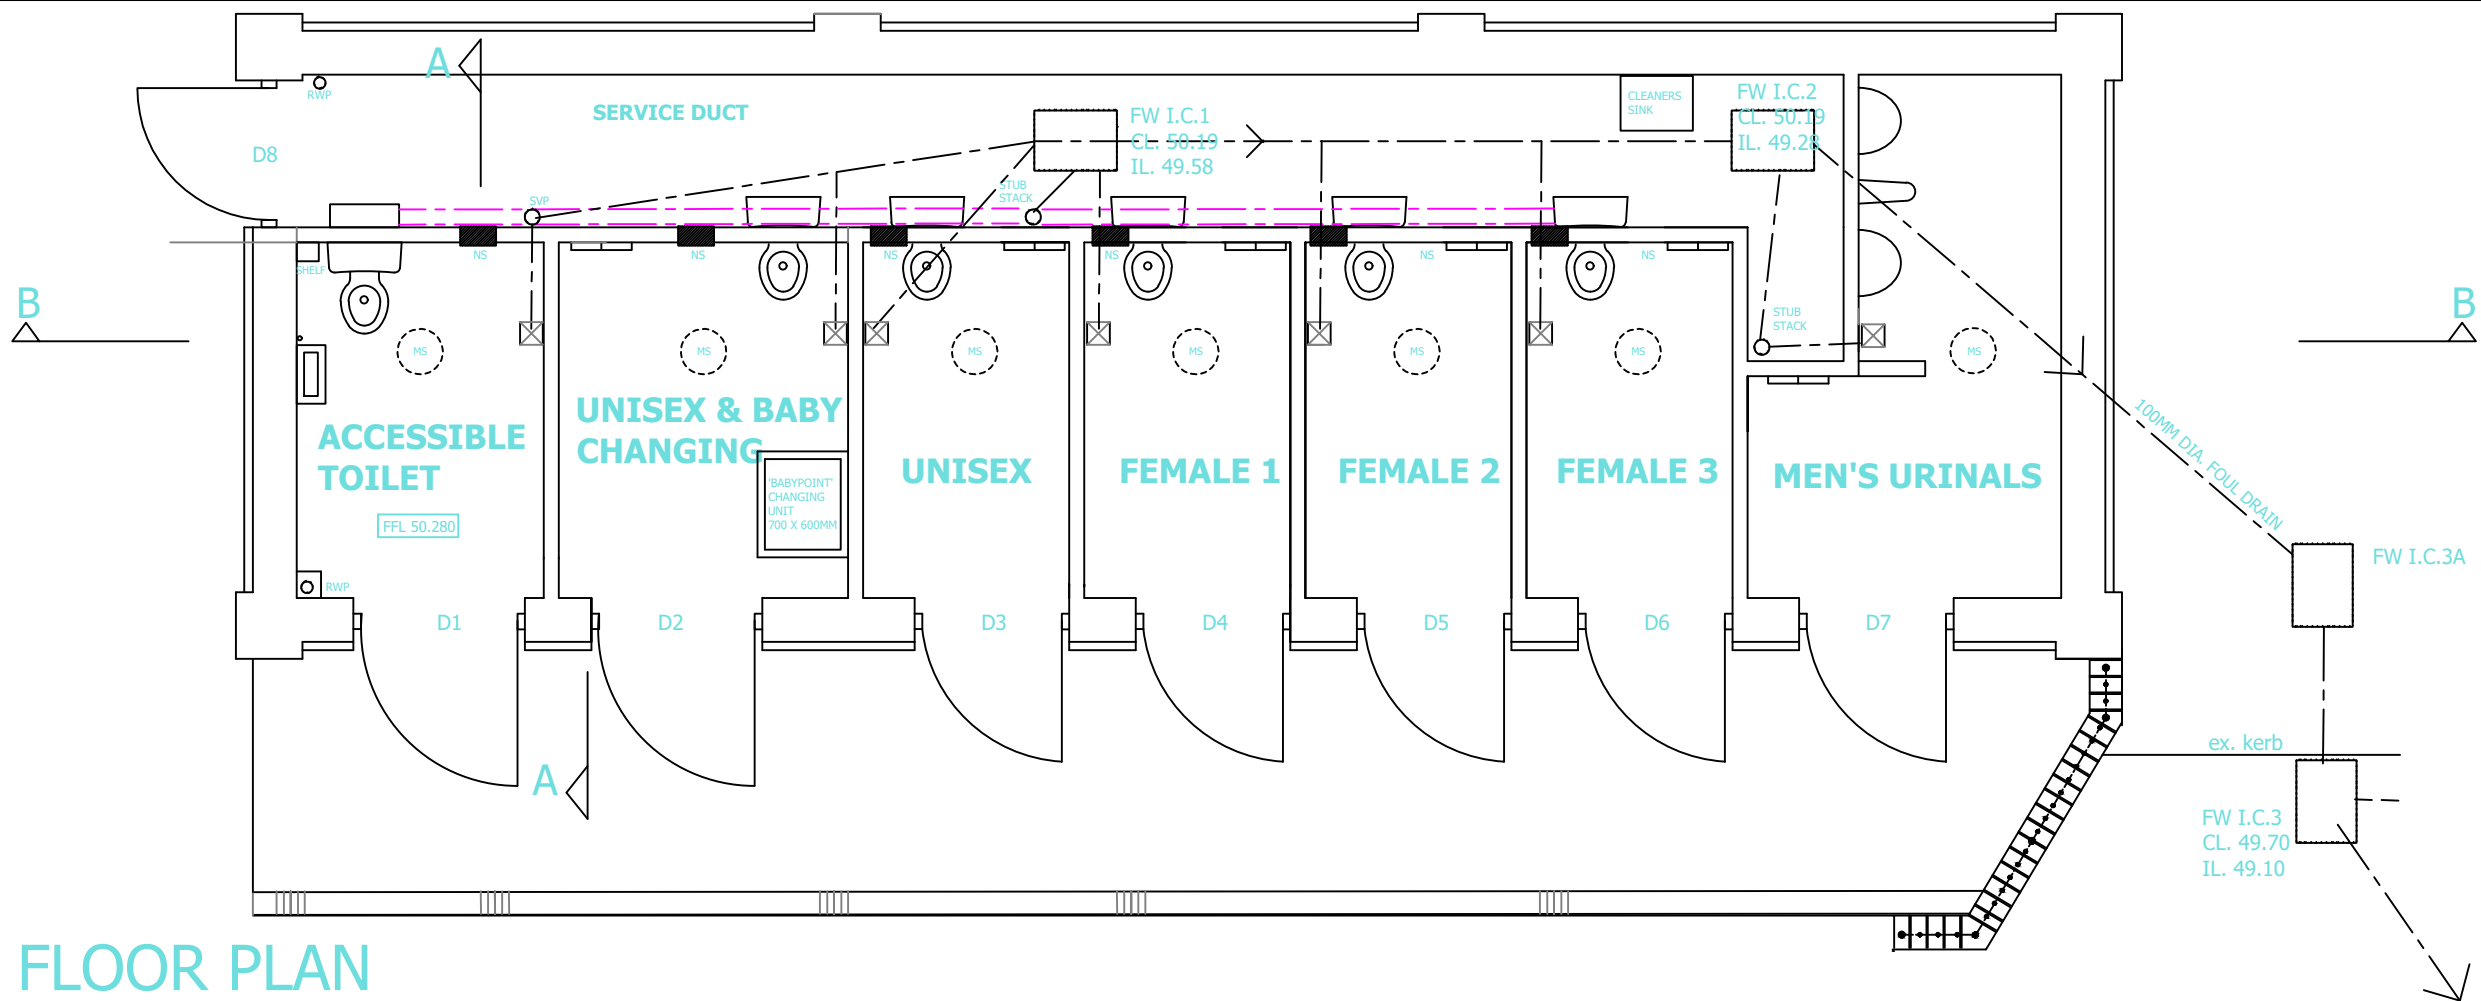 A
RWP
SERVICE DUCT
D8
FW I.C.1
CL. 50.19
IL. 49.58
CLEANERS
SINK
FW I.C.2
CL. 50.19
IL. 49.28
SVP
STUB
STACK
SHELF
NS
NS
NS
NS
NS
NS
B
B
STUB
STACK
MS
MS
MS
MS
MS
MS
MS
ACCESSIBLE
TOILET
UNISEX & BABY
CHANGING
UNISEX
FEMALE 1
FEMALE 2
FEMALE 3
MEN'S URINALS
100MM DIA. FOUL DRAIN
'BABYPOINT'
CHANGING
UNIT
700 X 600MM
FFL 50.280
FW I.C.3A
RWP
D1
D2
D3
D4
D5
D6
D7
ex. kerb
A
FW I.C.3
CL. 49.70
IL. 49.10
FLOOR PLAN